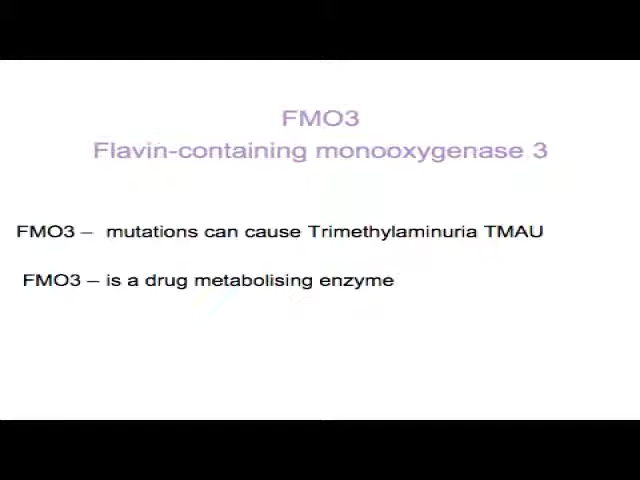 FMO3
Flavin-containing monooxygenase 3
FMO3 – mutations can cause Trimethylaminuria TMAU
FMO3 – is a drug metabolising enzyme